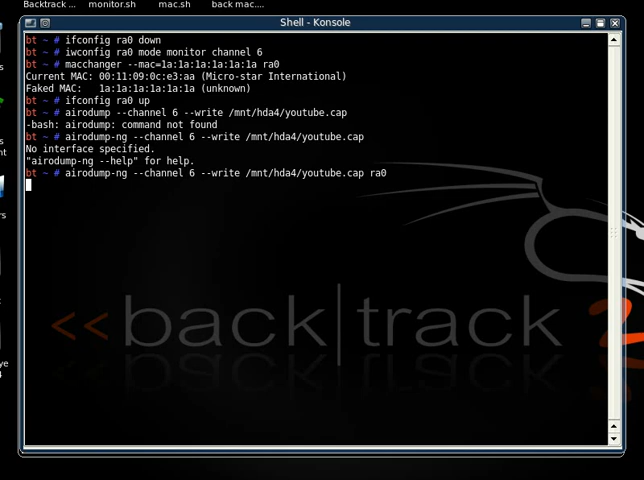 Backtrack ... monitor.sh mac.sh back mac....
Shell - Konsole
bt ~ # ifconfig ra0 down
bt ~ # iwconfig ra0 mode monitor channel 6
bt ~ # macchanger --mac=1a:1a:1a:1a:1a:1a ra0
Current MAC: 00:11:09:0c:e3:aa (Micro-star International)
Faked MAC:   1a:1a:1a:1a:1a:1a (unknown)
bt ~ # ifconfig ra0 up
bt ~ # airodump --channel 6 --write /mnt/hda4/youtube.cap
-bash: airodump: command not found
bt ~ # airodump-ng --channel 6 --write /mnt/hda4/youtube.cap
No interface specified.
"airodump-ng --help" for help.
bt ~ # airodump-ng --channel 6 --write /mnt/hda4/youtube.cap ra0
<<back|track 2